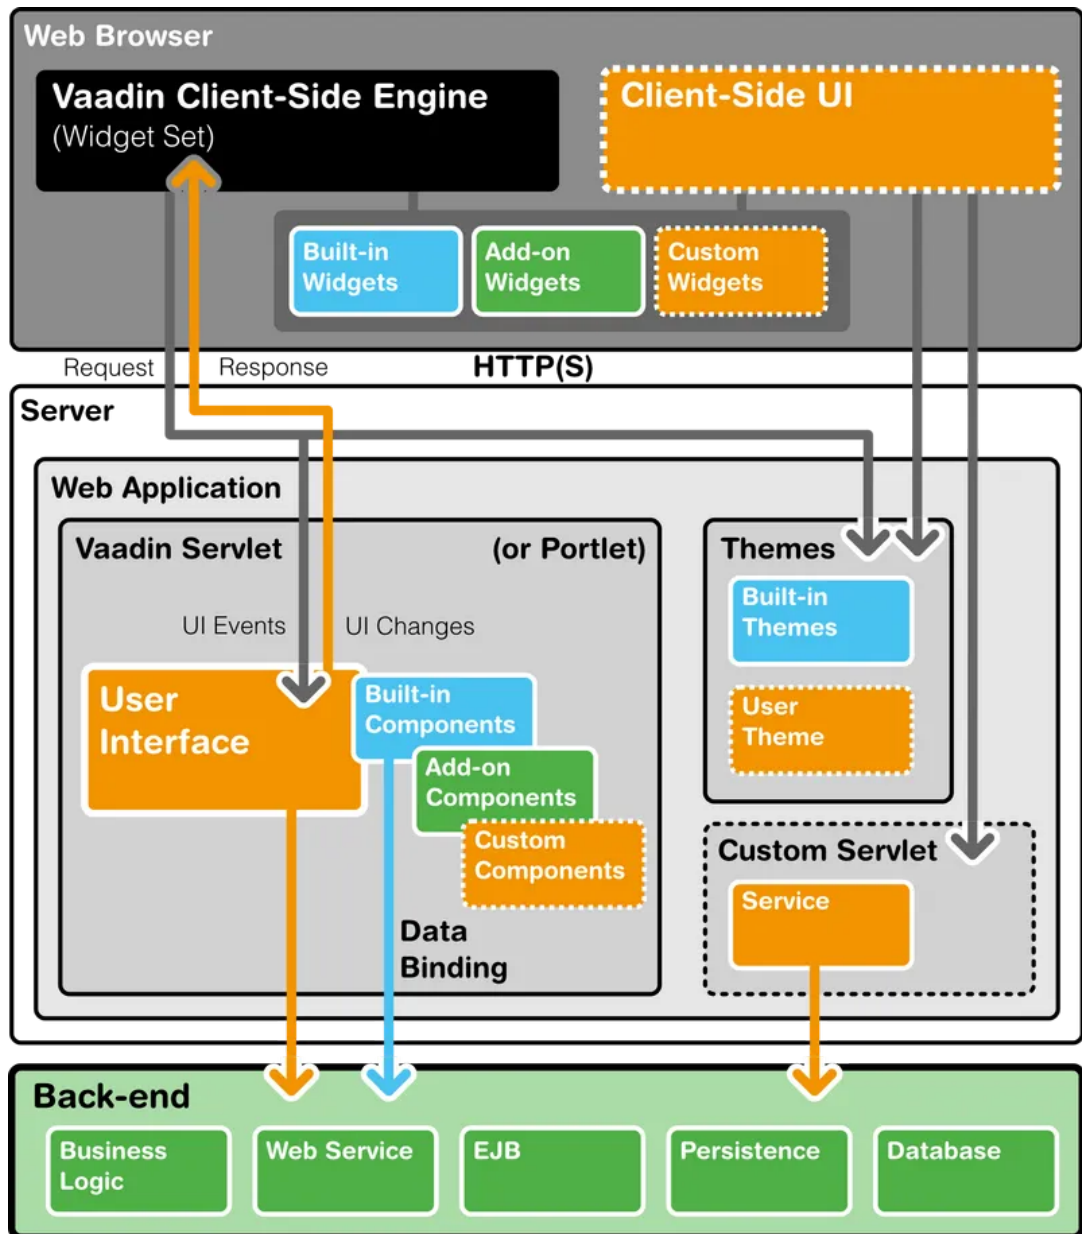 Web Browser
Vaadin Client-Side Engine
(Widget Set)
Client-Side UI
Built-in
Widgets
Add-on
Widgets
Custom
Widgets
Request
Response
HTTP(S)
Server
Web Application
Vaadin Servlet
(or Portlet)
UI Events
UI Changes
User
Interface
Built-in
Components
Add-on
Components
Custom
Components
Data
Binding
Themes
Built-in
Themes
User
Theme
Custom Servlet
Service
Back-end
Business
Logic
Web Service
EJB
Persistence
Database